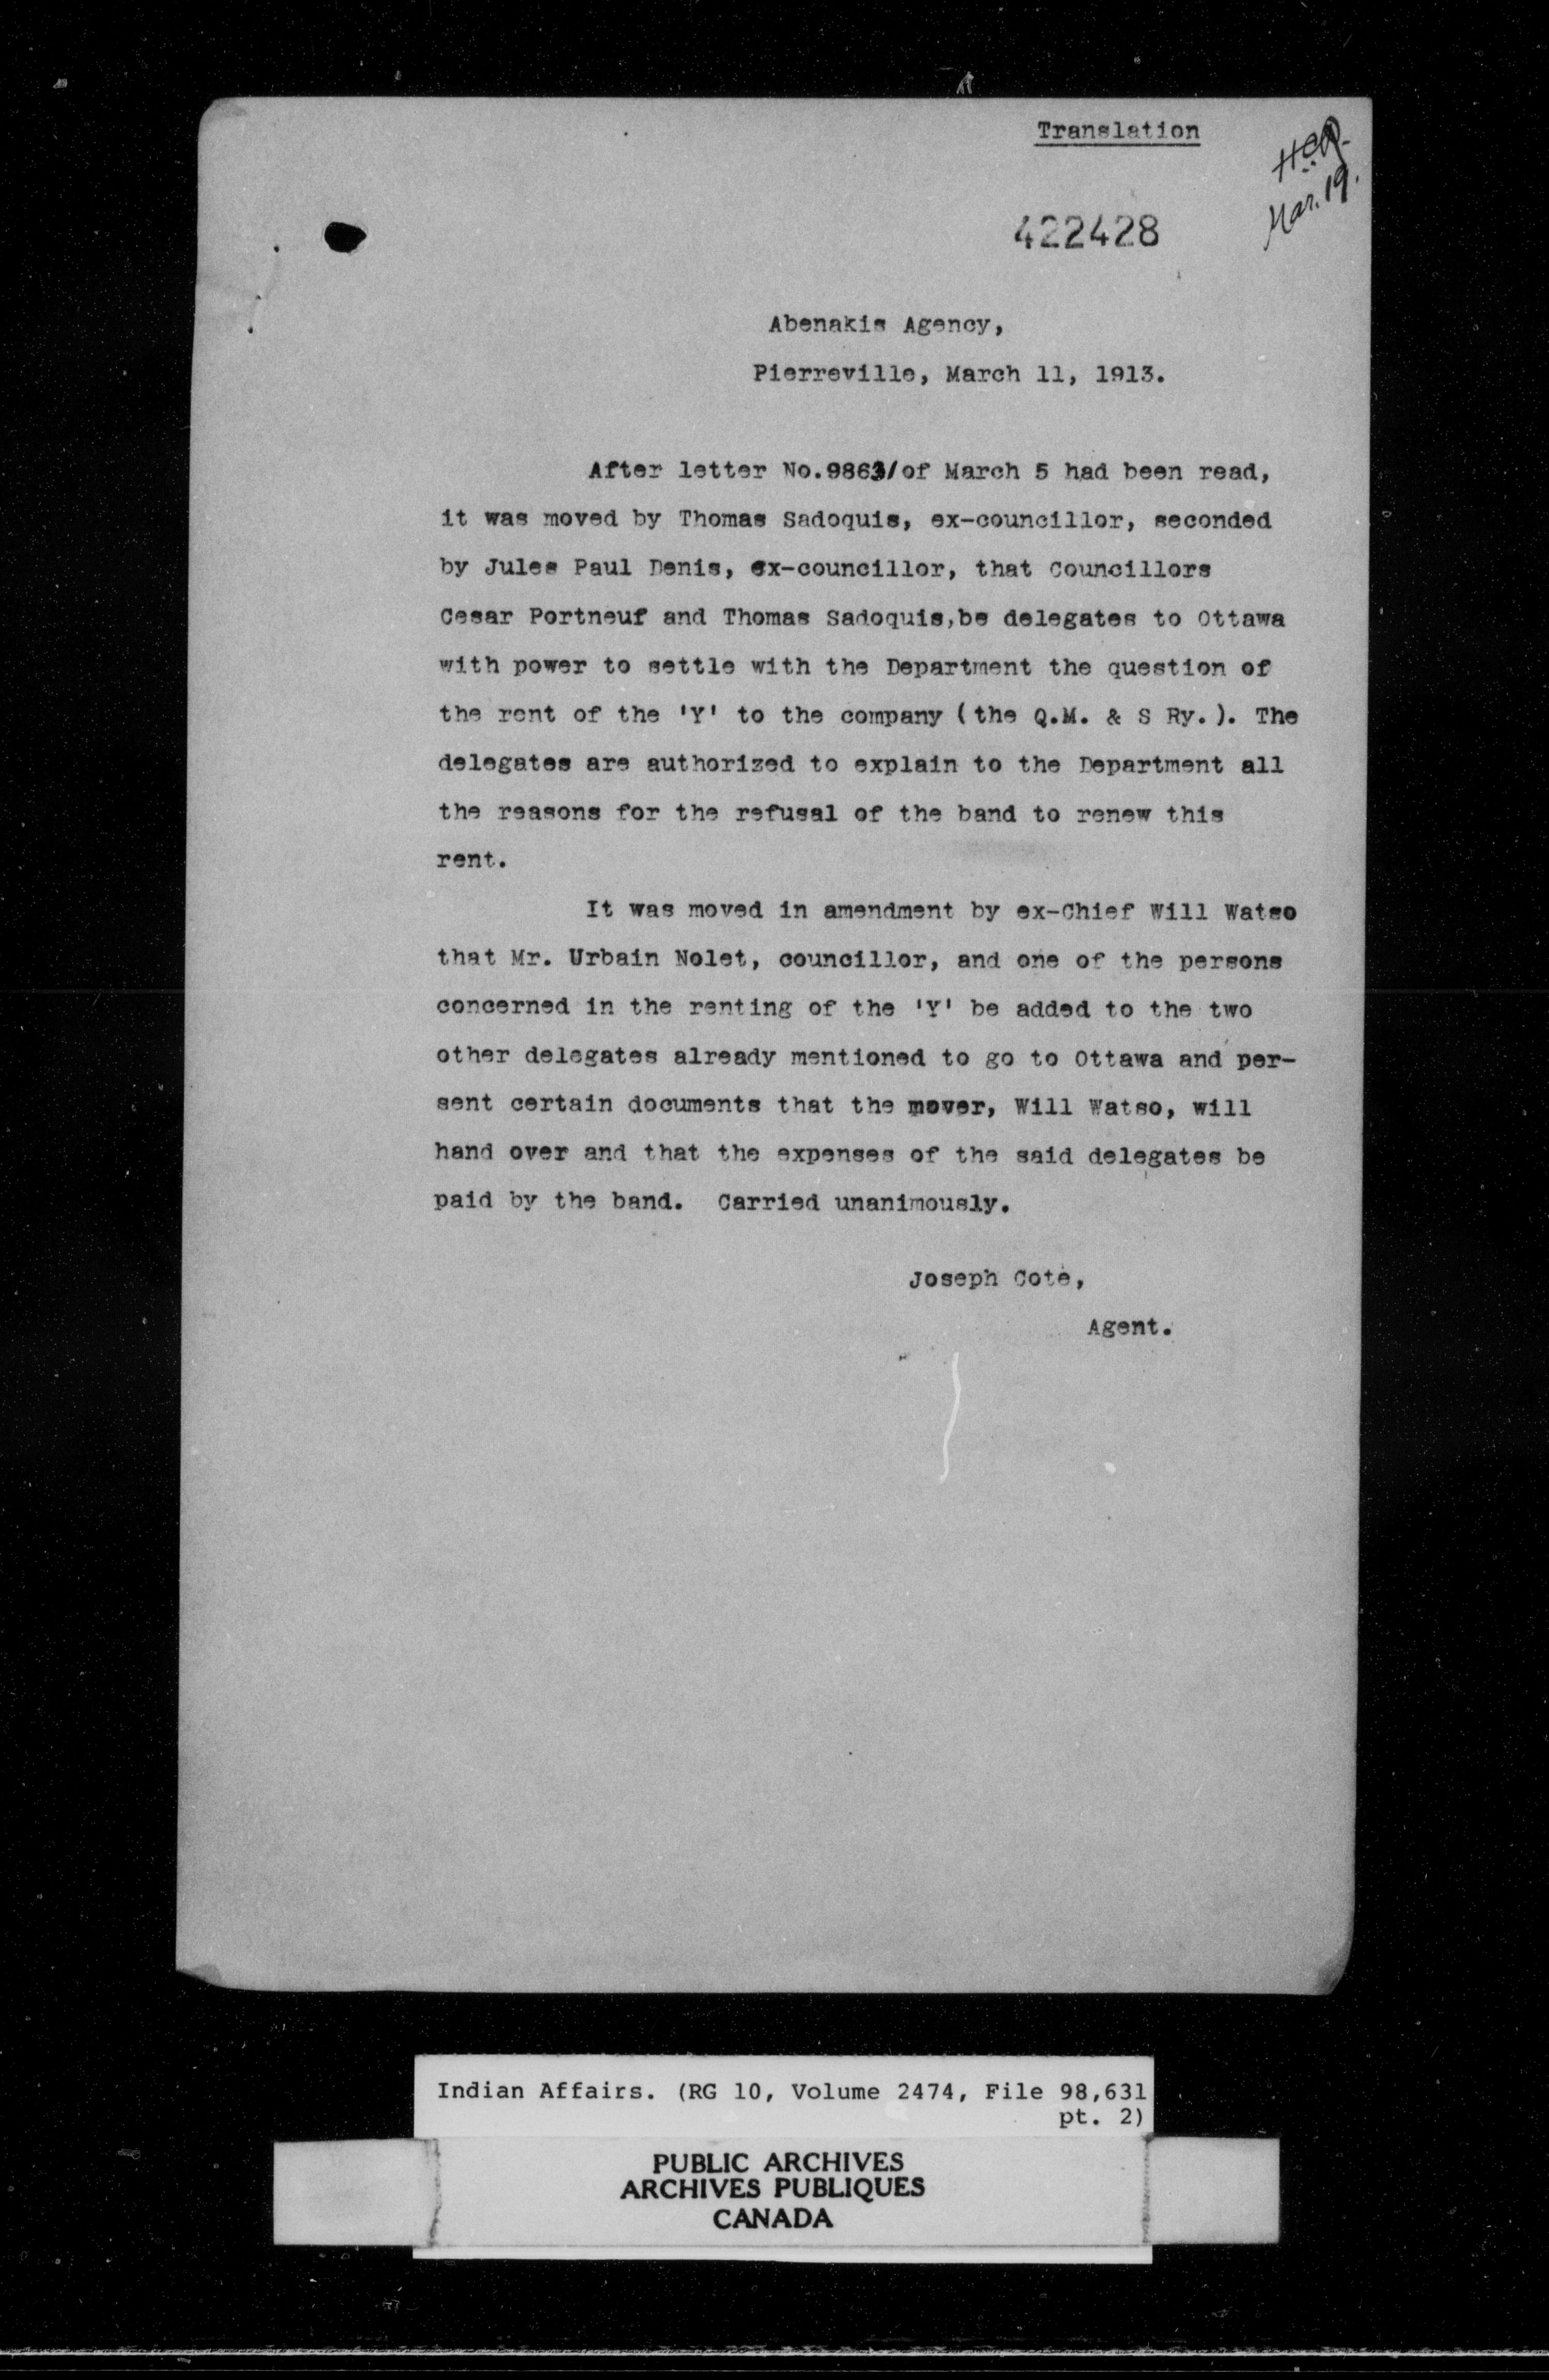 Translation
Mar. 19.
422428
Abenakis Agency,
Pierreville, March 11, 1913.
After letter No.98631 of March 5 had been read,
it was moved by Thomas Sadoquis, ex-councillor, seconded
by Jules Paul Denis, ex-councillor, that Councillors
Cesar Portneuf and Thomas Sadoquis,be delegates to Ottawa
with power to settle with the Department the question of
the rent of the 'Y' to the company (the Q.M. & S Ry.). The
delegates are authorized to explain to the Department all
the reasons for the refusal of the band to renew this
rent.
It was moved in amendment by ex-Chief Will Watso
that Mr. Urbain Nolet, councillor, and one of the persons
concerned in the renting of the 'Y' be added to the two
other delegates already mentioned to go to Ottawa and per-
sent certain documents that the mover, Will Watso, will
hand over and that the expenses of the said delegates be
paid by the band. Carried unanimously.
Joseph Cotè,
Agent.
Indian Affairs. (RG 10, Volume 2474, File 98,631
pt. 2)
PUBLIC ARCHIVES
ARCHIVES PUBLIQUES
CANADA